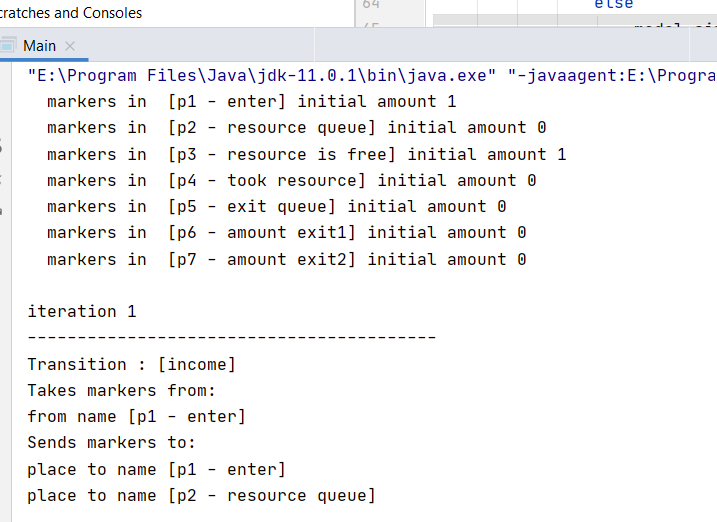 cratches and Consoles
64
else
Main
"E:\Program Files\Java\jdk-11.0.1\bin\java.exe" "-javaagent:E:\Progra
markers in  [p1 - enter] initial amount 1
markers in  [p2 - resource queue] initial amount 0
markers in  [p3 - resource is free] initial amount 1
markers in  [p4 - took resource] initial amount 0
markers in  [p5 - exit queue] initial amount 0
markers in  [p6 - amount exit1] initial amount 0
markers in  [p7 - amount exit2] initial amount 0
iteration 1
-----------------------------------------
Transition : [income]
Takes markers from:
from name [p1 - enter]
Sends markers to:
place to name [p1 - enter]
place to name [p2 - resource queue]